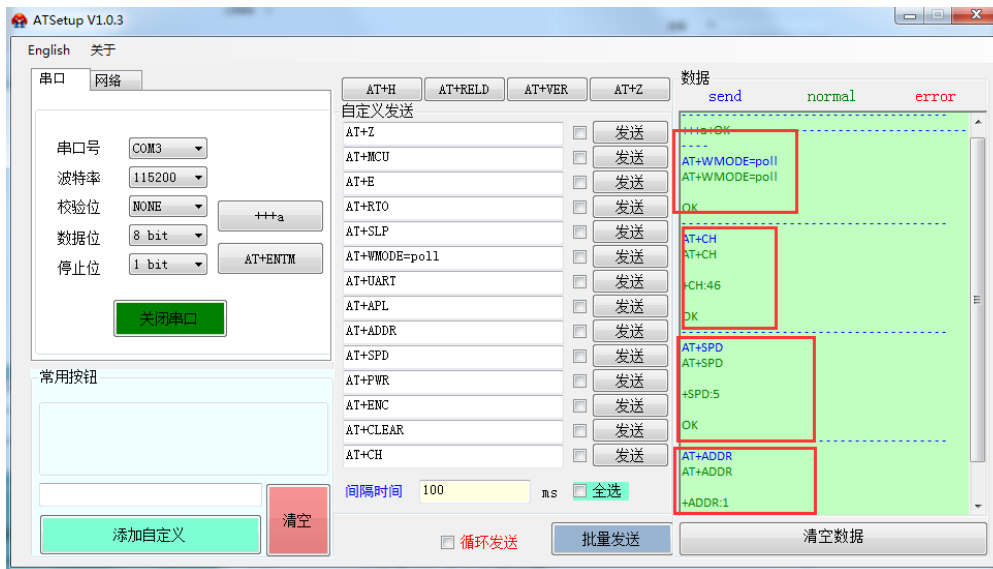 ATSetup V1.0.3
English 关于
串口 网络
串口号 COM3
波特率 115200
校验位 NONE
数据位 8 bit
停止位 1 bit
+++a
AT+ENTM
关闭串口
常用按钮
添加自定义
清空
AT+H AT+RELD AT+VER AT+Z
自定义发送
AT+Z 发送
AT+MCU 发送
AT+E 发送
AT+RTO 发送
AT+SLP 发送
AT+WMODE=poll 发送
AT+UART 发送
AT+APL 发送
AT+ADDR 发送
AT+SPD 发送
AT+PWR 发送
AT+ENC 发送
AT+CLEAR 发送
AT+CH 发送
间隔时间 100 ms 全选
循环发送 批量发送
数据
send normal error
+++a+OK
AT+WMODE=poll
AT+WMODE=poll
OK
AT+CH
AT+CH
+CH:46
OK
AT+SPD
AT+SPD
+SPD:5
OK
AT+ADDR
AT+ADDR
+ADDR:1
清空数据